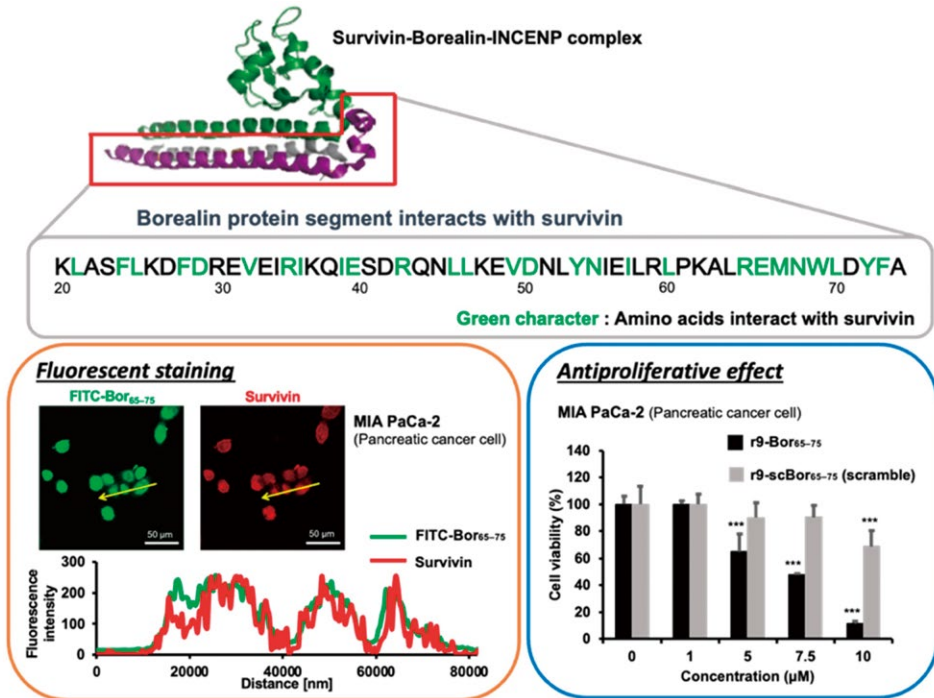 Survivin-Borealin-INCENP complex
Borealin protein segment interacts with survivin
KLASFLKDFDREVEIRIKQIESDRQNLLKEVDNLYNIEILRLPKALREMNWLDYFA
20 30 40 50 60 70
Green character : Amino acids interact with survivin
Fluorescent staining
FITC-Bor65–75
Survivin
MIA PaCa-2
(Pancreatic cancer cell)
50 µm
50 µm
FITC-Bor65–75
Survivin
Fluorescence
intensity
300
200
100
0
0 20000 40000 60000 80000
Distance [nm]
Antiproliferative effect
MIA PaCa-2 (Pancreatic cancer cell)
r9-Bor65–75
r9-scBor65–75 (scramble)
Cell viability (%)
140
120
100
80
60
40
20
0
***
***
***
***
0 1 5 7.5 10
Concentration (µM)